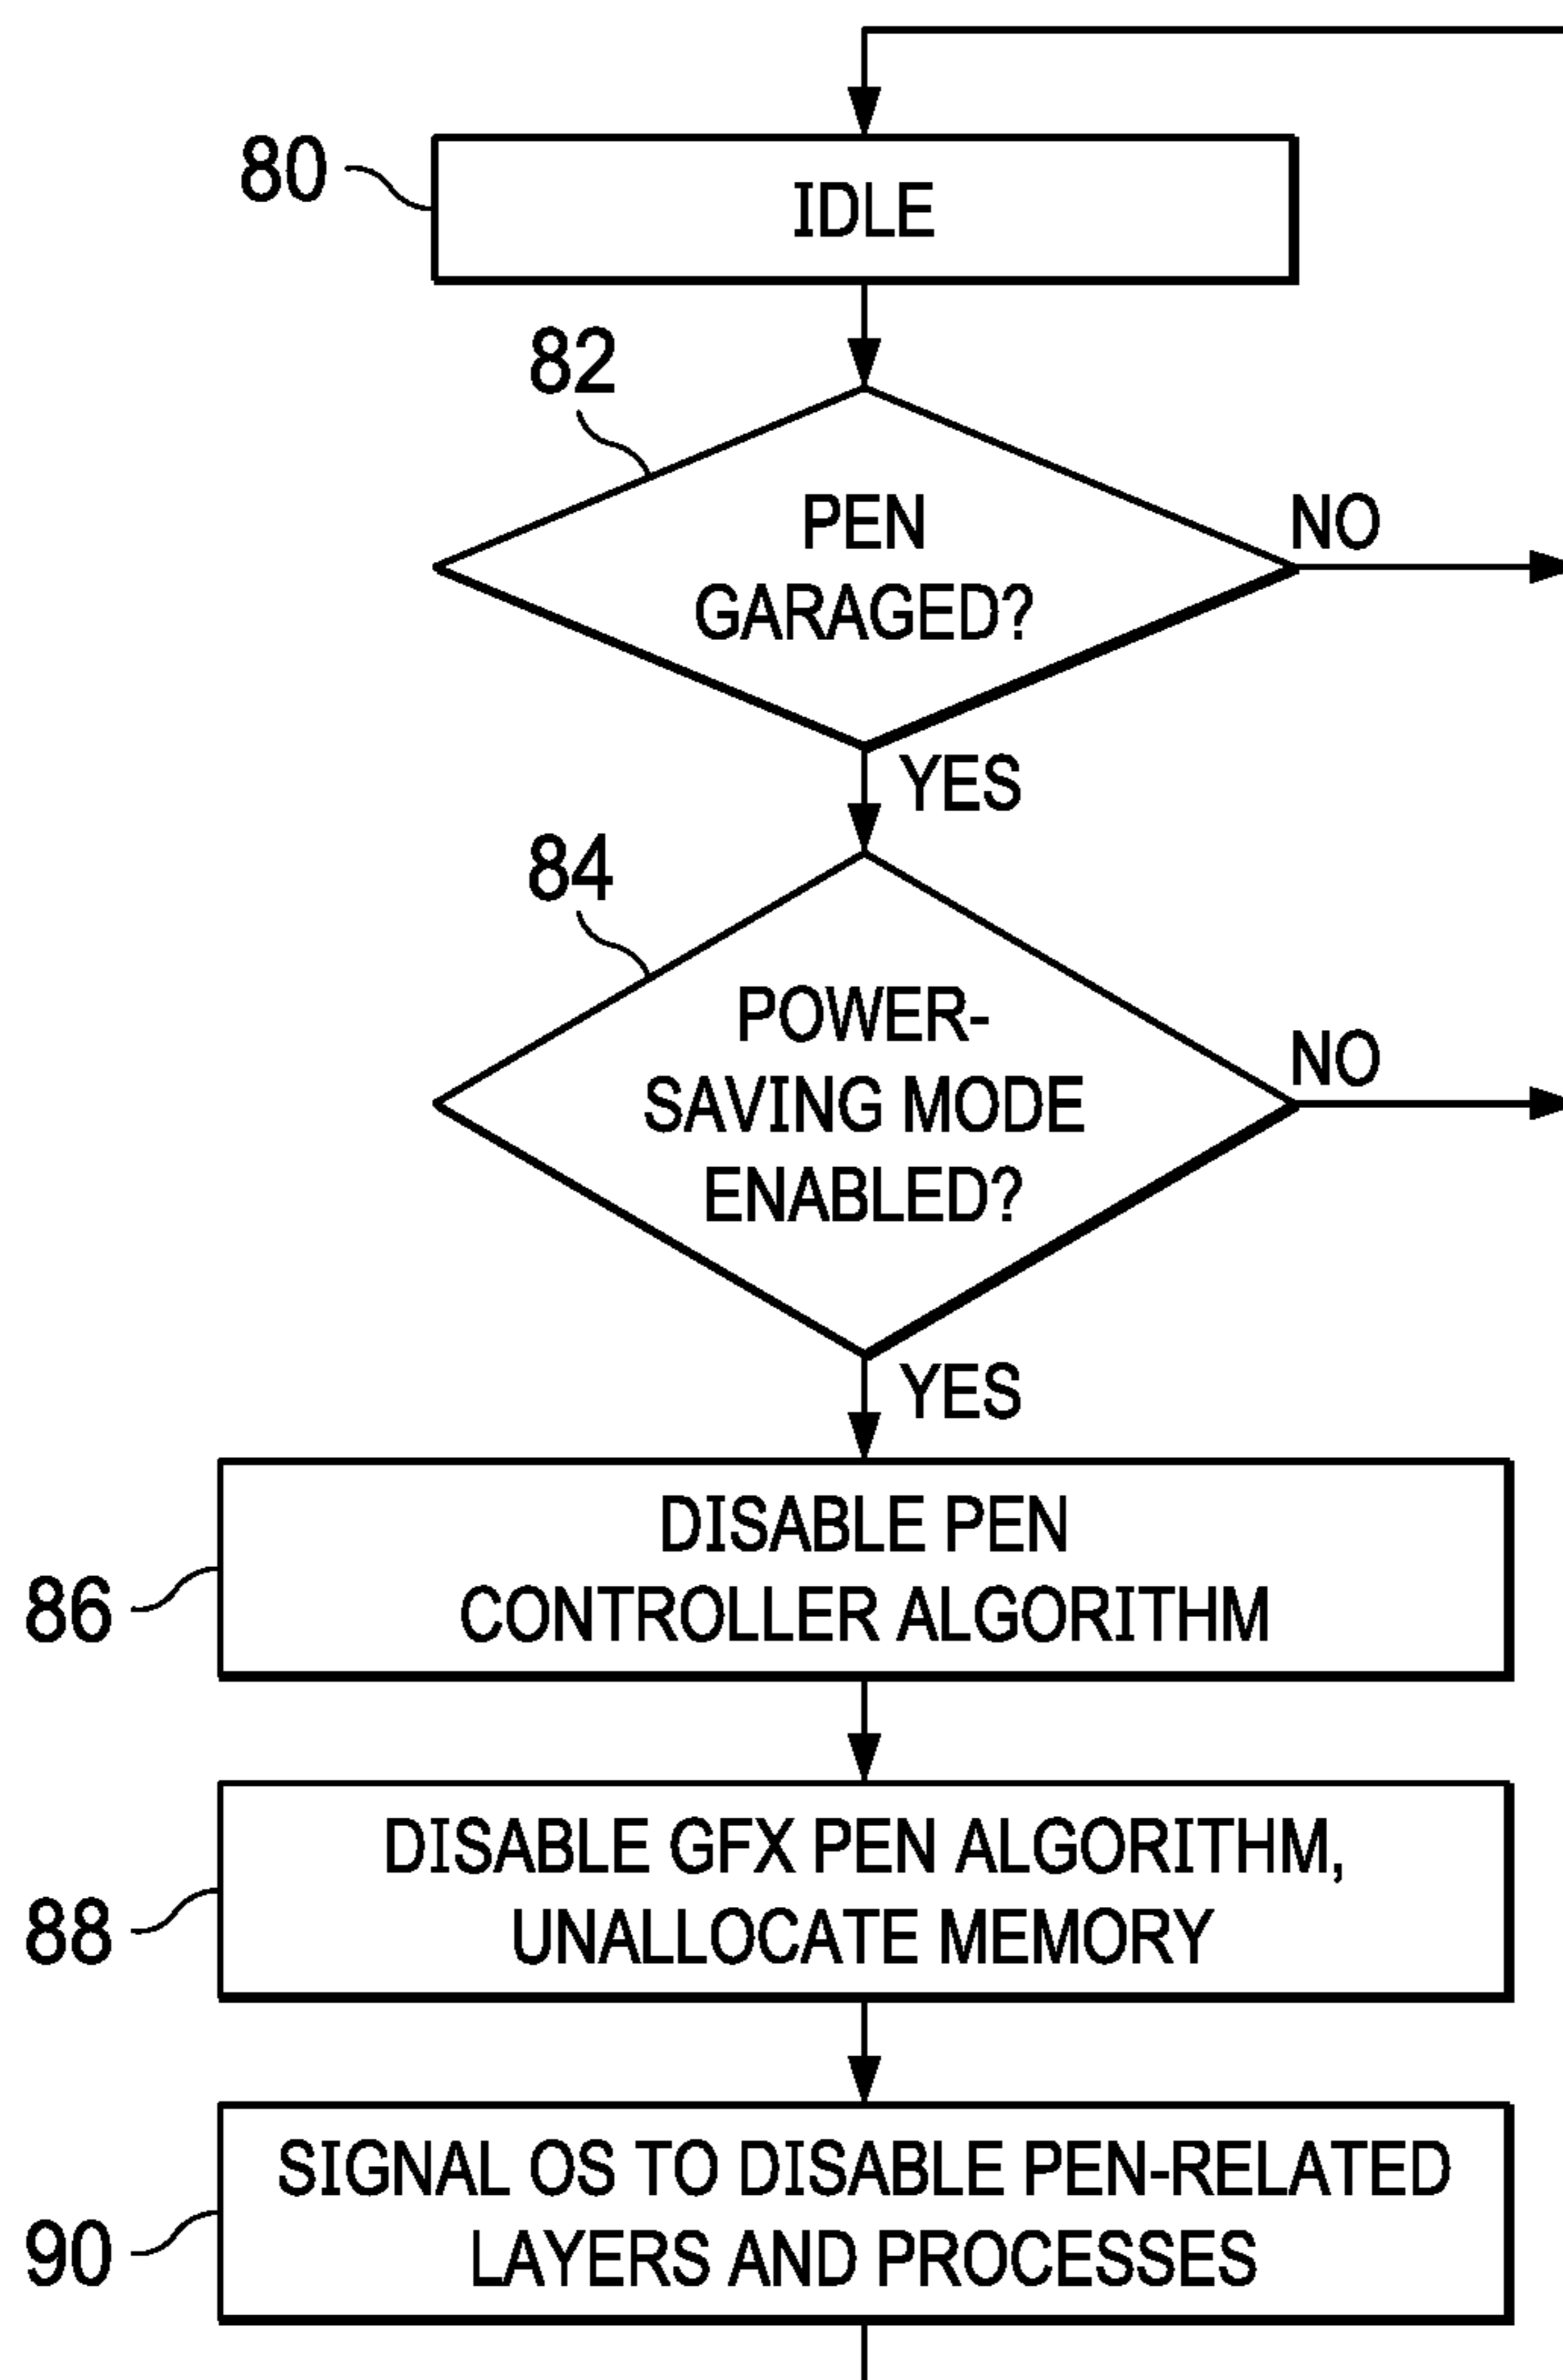 80
IDLE
82
PEN
GARAGED?
NO
YES
84
POWER-
SAVING MODE
ENABLED?
NO
YES
86
DISABLE PEN
CONTROLLER ALGORITHM
88
DISABLE GFX PEN ALGORITHM,
UNALLOCATE MEMORY
90
SIGNAL OS TO DISABLE PEN-RELATED
LAYERS AND PROCESSES